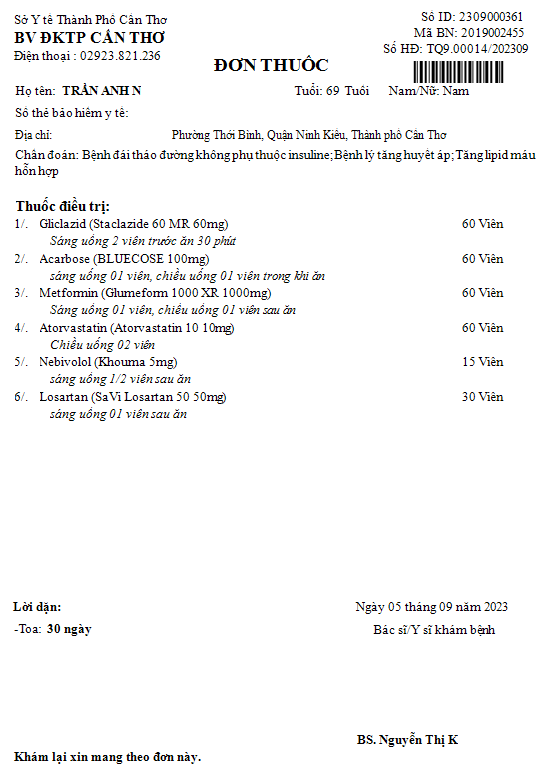 Sở Y tế Thành Phố Cần Thơ
Số ID: 2309000361
BV ĐKTP CẦN THƠ
Mã BN: 2019002455
Điện thoại : 02923.821.236
Số HĐ: TQ9.00014/202309
ĐƠN THUỐC
Họ tên: TRẦN ANH N Tuổi: 69 Tuổi Nam/Nữ: Nam
Số thẻ bảo hiểm y tế:
Địa chỉ: Phường Thới Bình, Quận Ninh Kiều, Thành phố Cần Thơ
Chẩn đoán: Bệnh đái tháo đường không phụ thuộc insuline; Bệnh lý tăng huyết áp; Tăng lipid máu
hỗn hợp
Thuốc điều trị:
1/. Gliclazid (Staclazide 60 MR 60mg) 60 Viên
Sáng uống 2 viên trước ăn 30 phút
2/. Acarbose (BLUECOSE 100mg) 60 Viên
sáng uống 01 viên, chiều uống 01 viên trong khi ăn
3/. Metformin (Glumeform 1000 XR 1000mg) 60 Viên
Sáng uống 01 viên, chiều uống 01 viên sau ăn
4/. Atorvastatin (Atorvastatin 10 10mg) 60 Viên
Chiều uống 02 viên
5/. Nebivolol (Khouma 5mg) 15 Viên
sáng uống 1/2 viên sau ăn
6/. Losartan (SaVi Losartan 50 50mg) 30 Viên
sáng uống 01 viên sau ăn
Lời dặn:
Ngày 05 tháng 09 năm 2023
-Toa: 30 ngày
Bác sĩ/Y sĩ khám bệnh
BS. Nguyễn Thị K
Khám lại xin mang theo đơn này.